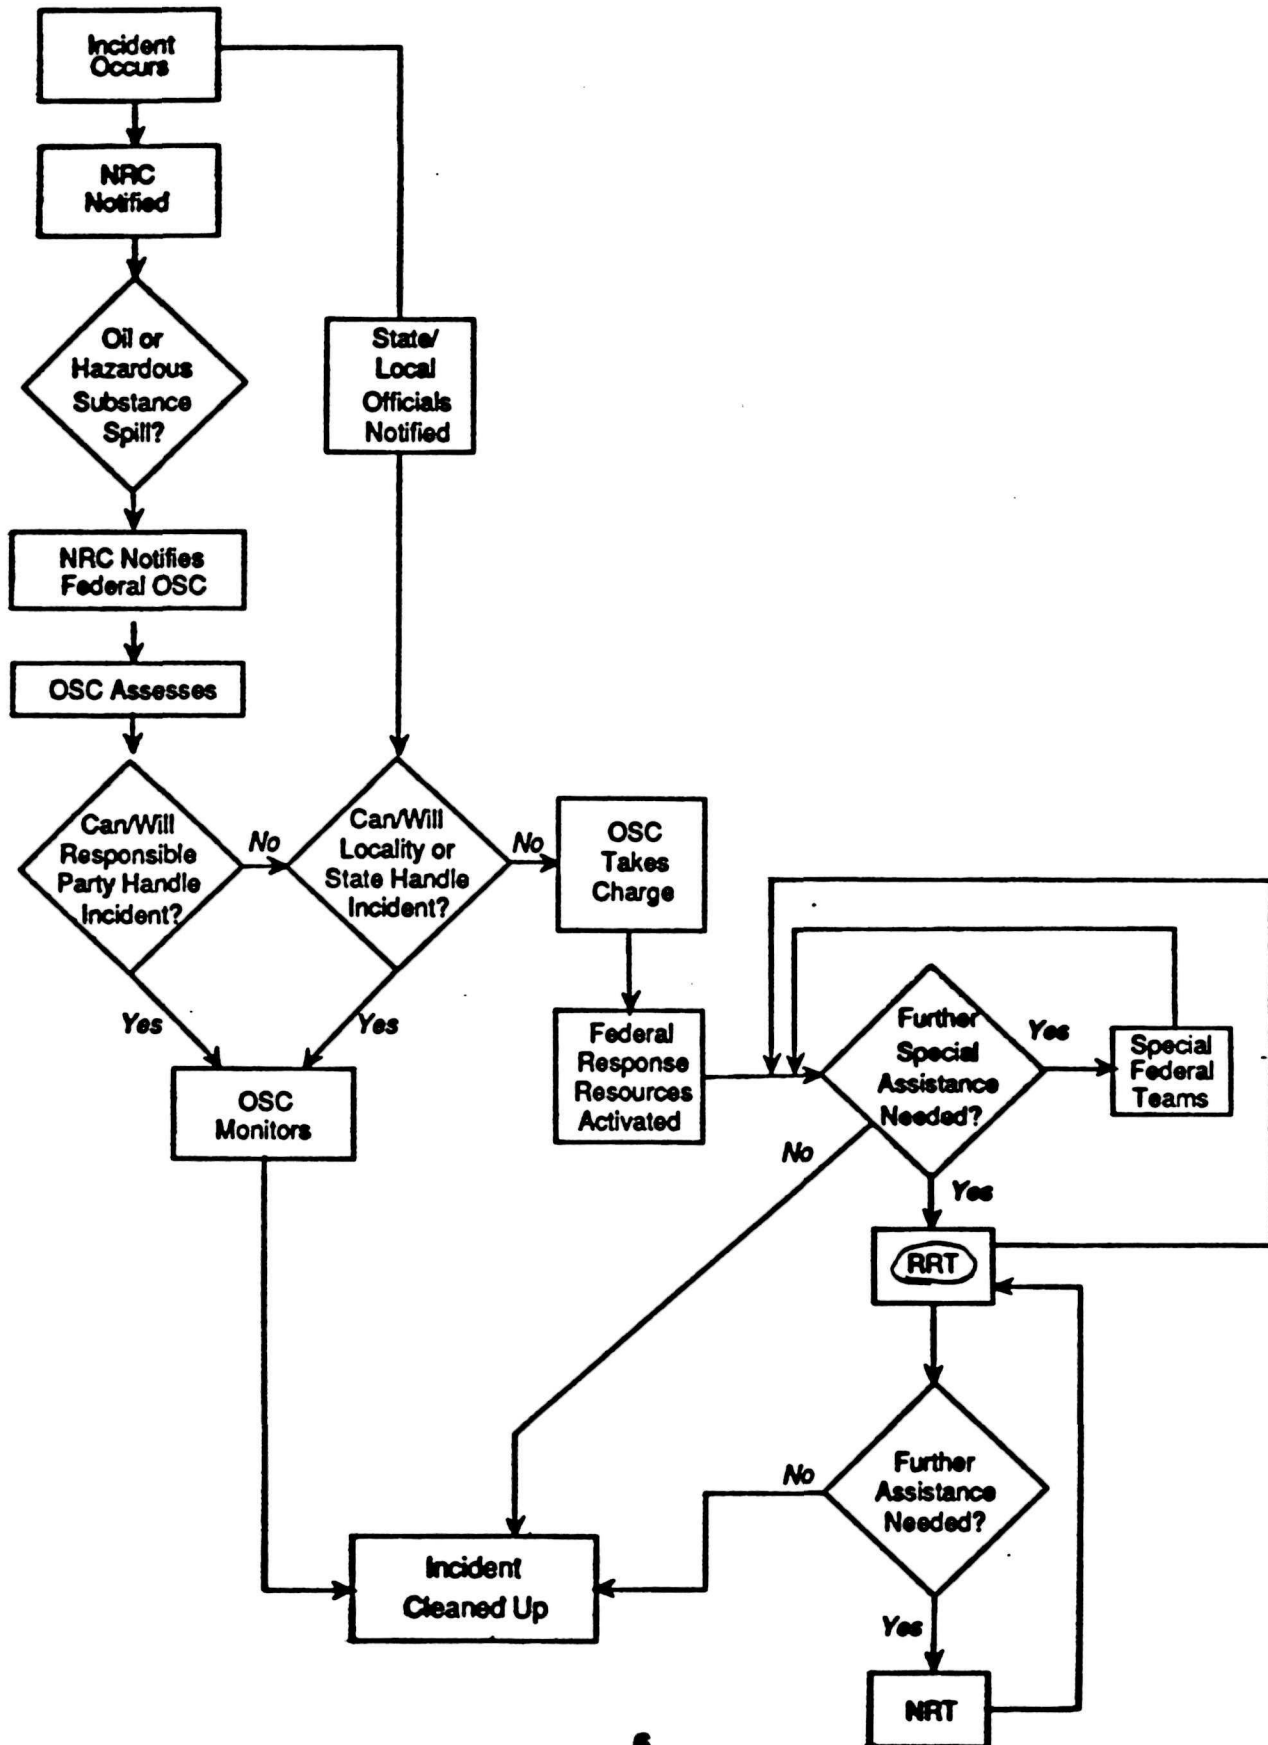 Incident
Occurs
NRC
Notified
Oil or
Hazardous
Substance
Spill?
State/
Local
Officials
Notified
NRC Notifies
Federal OSC
OSC Assesses
Can/Will
Responsible
Party Handle
Incident?
No
Can/Will
Locality or
State Handle
Incident?
No
OSC
Takes
Charge
Yes
Yes
OSC
Monitors
Federal
Response
Resources
Activated
Further
Special
Assistance
Needed?
Yes
Special
Federal
Teams
No
Yes
RRT
Further
Assistance
Needed?
No
Incident
Cleaned Up
Yes
NRT
6